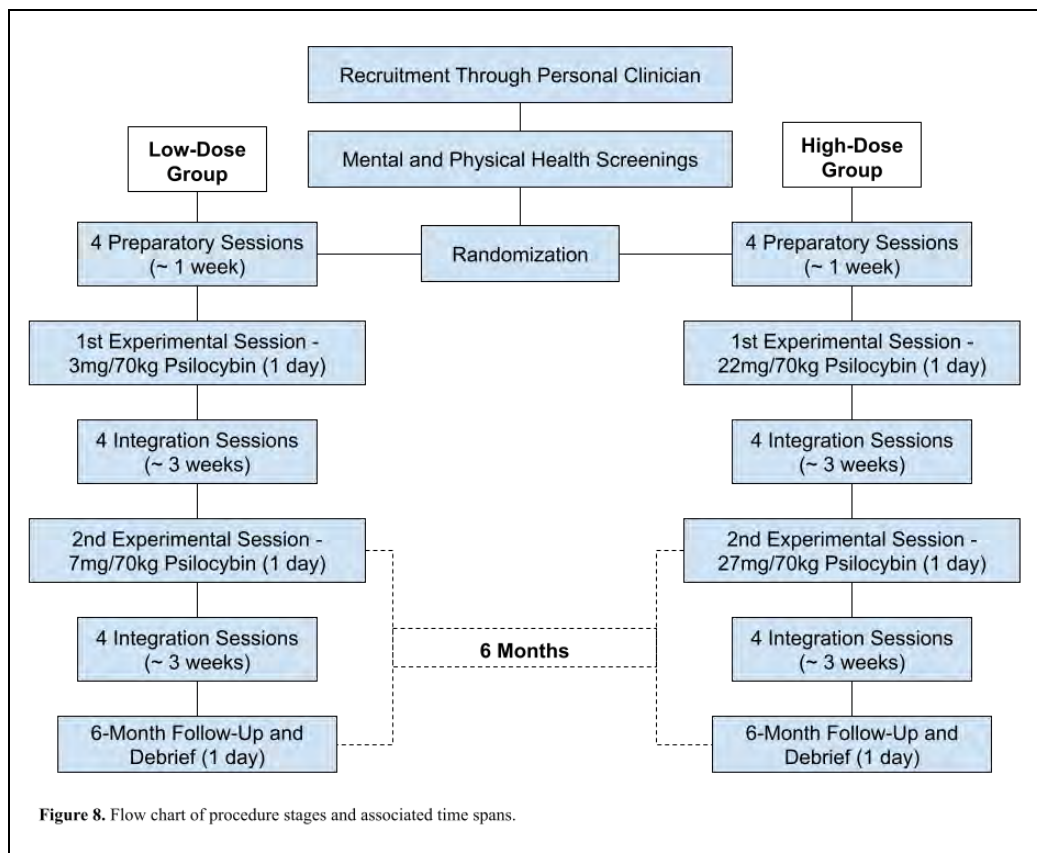 Recruitment Through Personal Clinician
Low-Dose
Group
Mental and Physical Health Screenings
High-Dose
Group
4 Preparatory Sessions
(~ 1 week)
Randomization
4 Preparatory Sessions
(~ 1 week)
1st Experimental Session -
3mg/70kg Psilocybin (1 day)
1st Experimental Session -
22mg/70kg Psilocybin (1 day)
4 Integration Sessions
(~ 3 weeks)
4 Integration Sessions
(~ 3 weeks)
2nd Experimental Session -
7mg/70kg Psilocybin (1 day)
2nd Experimental Session -
27mg/70kg Psilocybin (1 day)
4 Integration Sessions
(~ 3 weeks)
6 Months
4 Integration Sessions
(~ 3 weeks)
6-Month Follow-Up and
Debrief (1 day)
6-Month Follow-Up and
Debrief (1 day)
Figure 8. Flow chart of procedure stages and associated time spans.